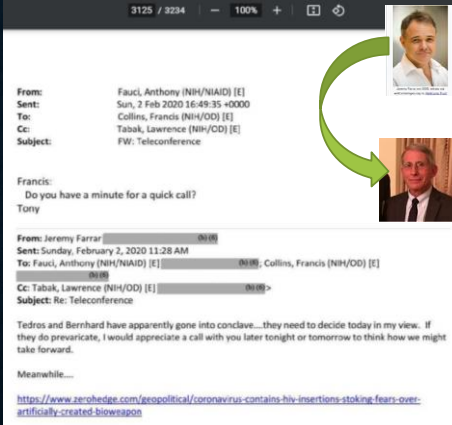 3125 / 3234 | − 100% +
From: Fauci, Anthony (NIH/NIAID) [E]
Sent: Sun, 2 Feb 2020 16:49:35 +0000
To: Collins, Francis (NIH/OD) [E]
Cc: Tabak, Lawrence (NIH/OD) [E]
Subject: FW: Teleconference
Francis:
Do you have a minute for a quick call?
Tony
From: Jeremy Farrar (b) (6)
Sent: Sunday, February 2, 2020 11:28 AM
To: Fauci, Anthony (NIH/NIAID) [E] (b) (6); Collins, Francis (NIH/OD) [E]
(b) (6)
Cc: Tabak, Lawrence (NIH/OD) [E] (b) (6)>
Subject: Re: Teleconference
Tedros and Bernhard have apparently gone into conclave....they need to decide today in my view. If
they do prevaricate, I would appreciate a call with you later tonight or tomorrow to think how we might
take forward.
Meanwhile....
https://www.zerohedge.com/geopolitical/coronavirus-contains-hiv-insertions-stoking-fears-over-
artificially-created-bioweapon